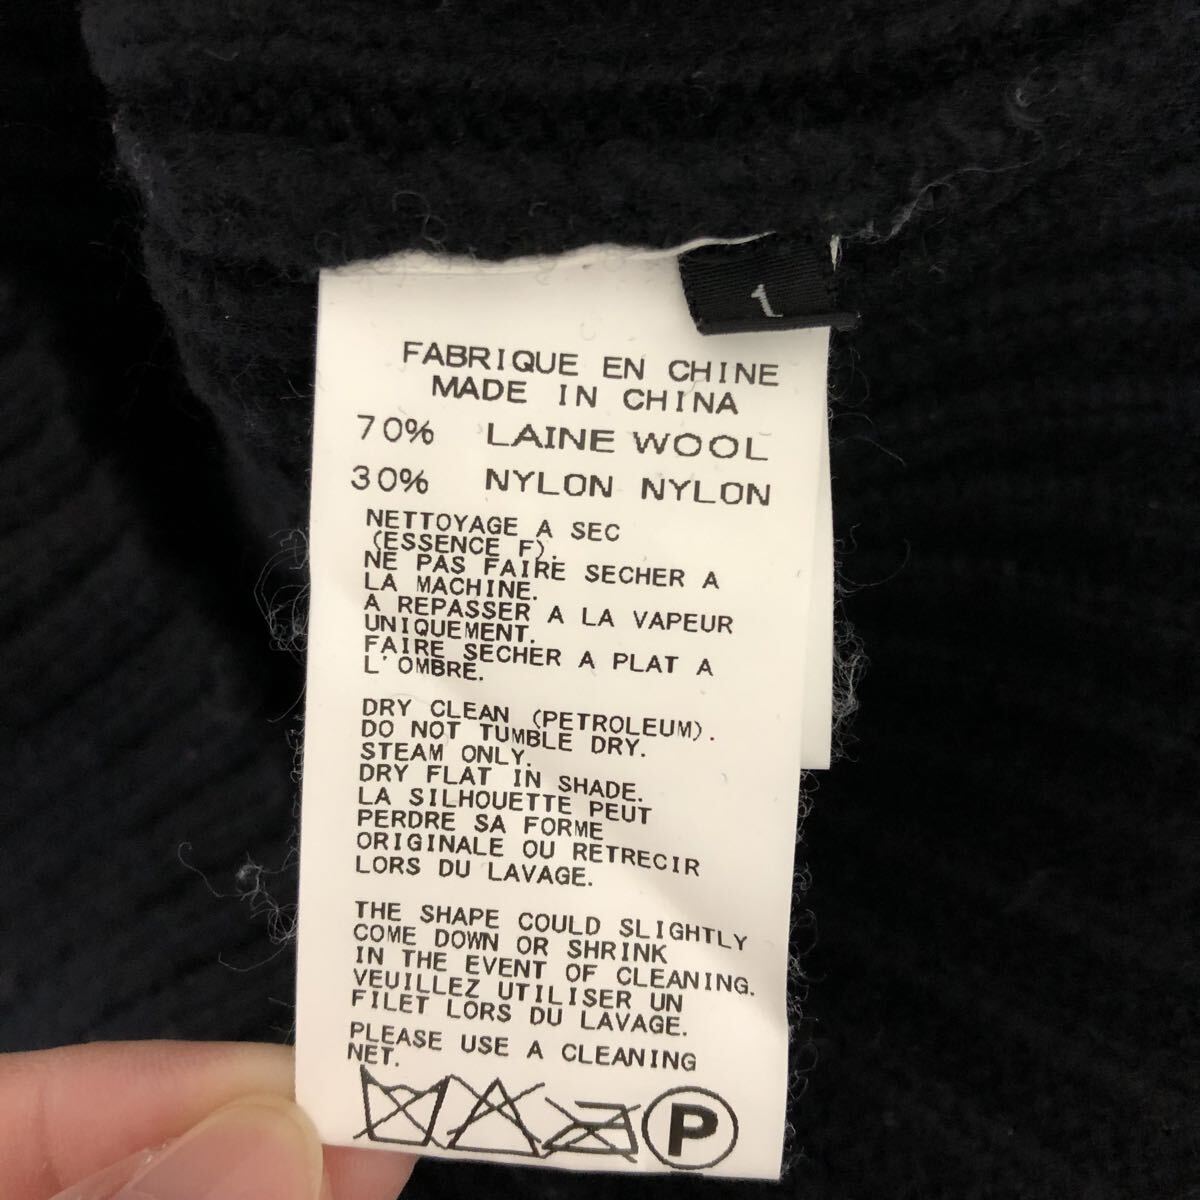 1
FABRIQUE EN CHINE
MADE IN CHINA
70% LAINE WOOL
30% NYLON NYLON
NETTOYAGE A SEC
(ESSENCE F).
NE PAS FAIRE SECHER A
LA MACHINE.
A REPASSER A LA VAPEUR
UNIQUEMENT.
FAIRE SECHER A PLAT A
L'OMBRE.
DRY CLEAN (PETROLEUM).
DO NOT TUMBLE DRY.
STEAM ONLY.
DRY FLAT IN SHADE.
LA SILHOUETTE PEUT
PERDRE SA FORME
ORIGINALE OU RETRECIR
LORS DU LAVAGE.
THE SHAPE COULD SLIGHTLY
COME DOWN OR SHRINK
IN THE EVENT OF CLEANING.
VEUILLEZ UTILISER UN
FILET LORS DU LAVAGE.
PLEASE USE A CLEANING
NET.
P